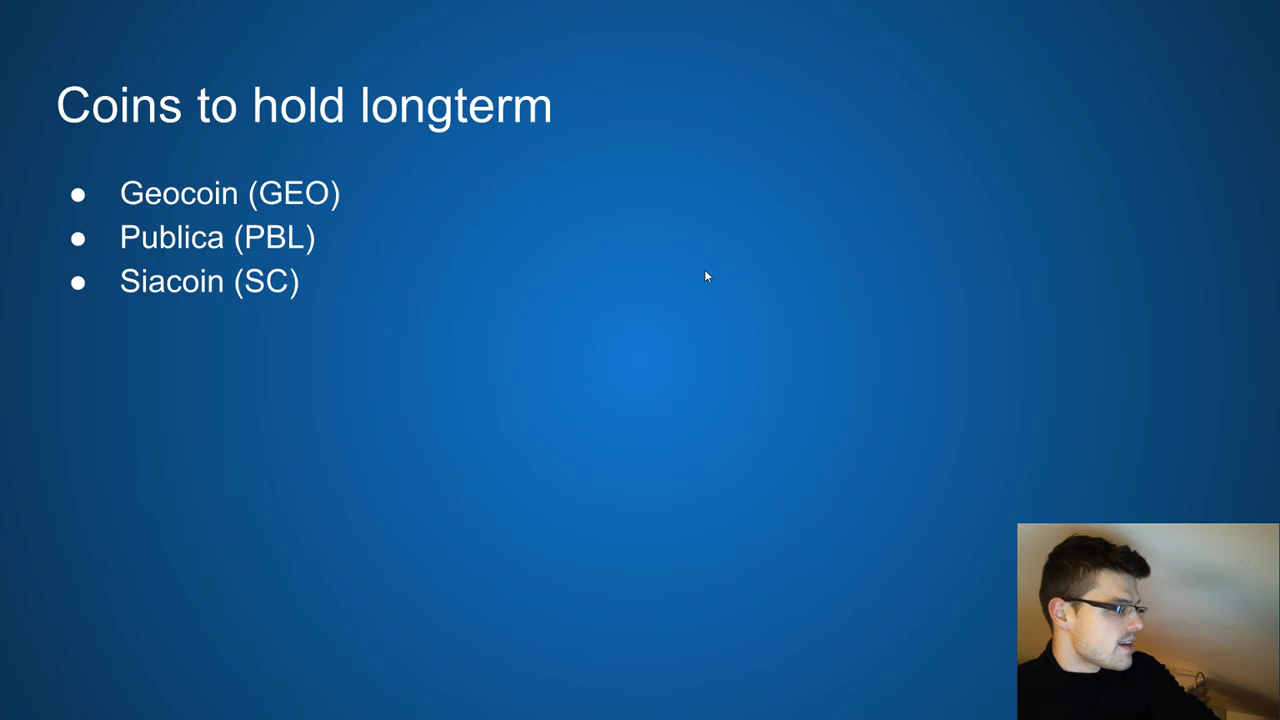 Coins to hold longterm
● Geocoin (GEO)
● Publica (PBL)
● Siacoin (SC)